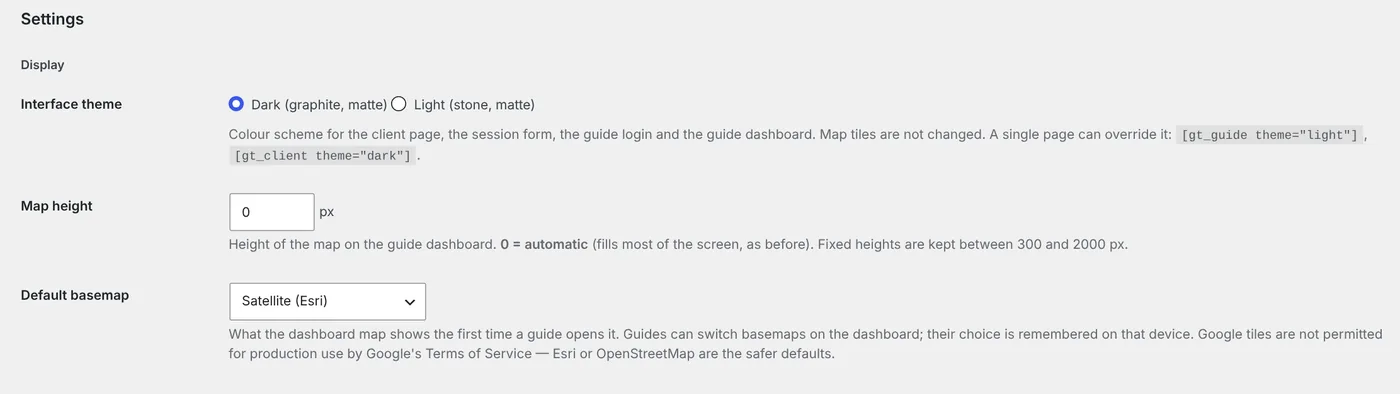 Settings
Display
Interface theme
Dark (graphite, matte) Light (stone, matte)
Colour scheme for the client page, the session form, the guide login and the guide dashboard. Map tiles are not changed. A single page can override it: [gt_guide theme="light"] ,
[gt_client theme="dark"] .
Map height
0 px
Height of the map on the guide dashboard. 0 = automatic (fills most of the screen, as before). Fixed heights are kept between 300 and 2000 px.
Default basemap
Satellite (Esri)
What the dashboard map shows the first time a guide opens it. Guides can switch basemaps on the dashboard; their choice is remembered on that device. Google tiles are not permitted
for production use by Google's Terms of Service — Esri or OpenStreetMap are the safer defaults.